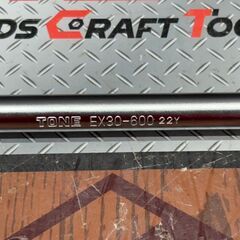 DS CRAFT TOO
TONE EX30-600 22Y